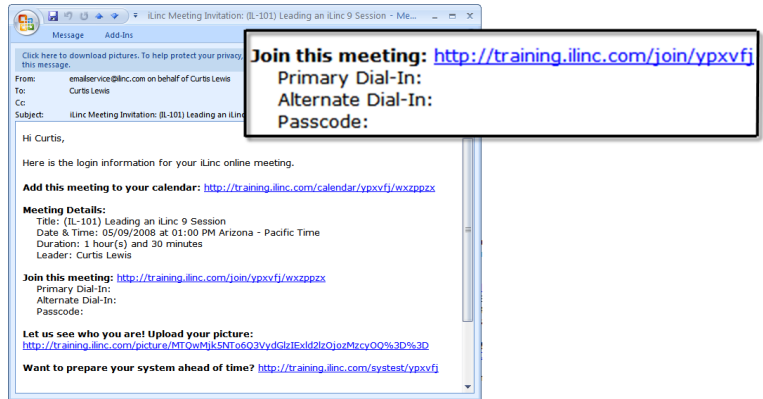 iLinc Meeting Invitation: (IL-101) Leading an iLinc 9 Session - Me...
Message Add-Ins
Click here to download pictures. To help protect your privacy,
this message.
From: emailservice@ilinc.com on behalf of Curtis Lewis
To: Curtis Lewis
Cc:
Subject: iLinc Meeting Invitation: (IL-101) Leading an iLinc
Join this meeting: http://training.ilinc.com/join/ypxvfj
Primary Dial-In:
Alternate Dial-In:
Passcode:
Hi Curtis,
Here is the login information for your iLinc online meeting.
Add this meeting to your calendar: http://training.ilinc.com/calendar/ypxvfj/wxzppzx
Meeting Details:
Title: (IL-101) Leading an iLinc 9 Session
Date & Time: 05/09/2008 at 01:00 PM Arizona - Pacific Time
Duration: 1 hour(s) and 30 minutes
Leader: Curtis Lewis
Join this meeting: http://training.ilinc.com/join/ypxvfj/wxzppzx
Primary Dial-In:
Alternate Dial-In:
Passcode:
Let us see who you are! Upload your picture:
http://training.ilinc.com/picture/MTQwMjk5NTo6Q3VydGlzIExld2lzOjozMzcyOQ%3D%3D
Want to prepare your system ahead of time? http://training.ilinc.com/systest/ypxvfj